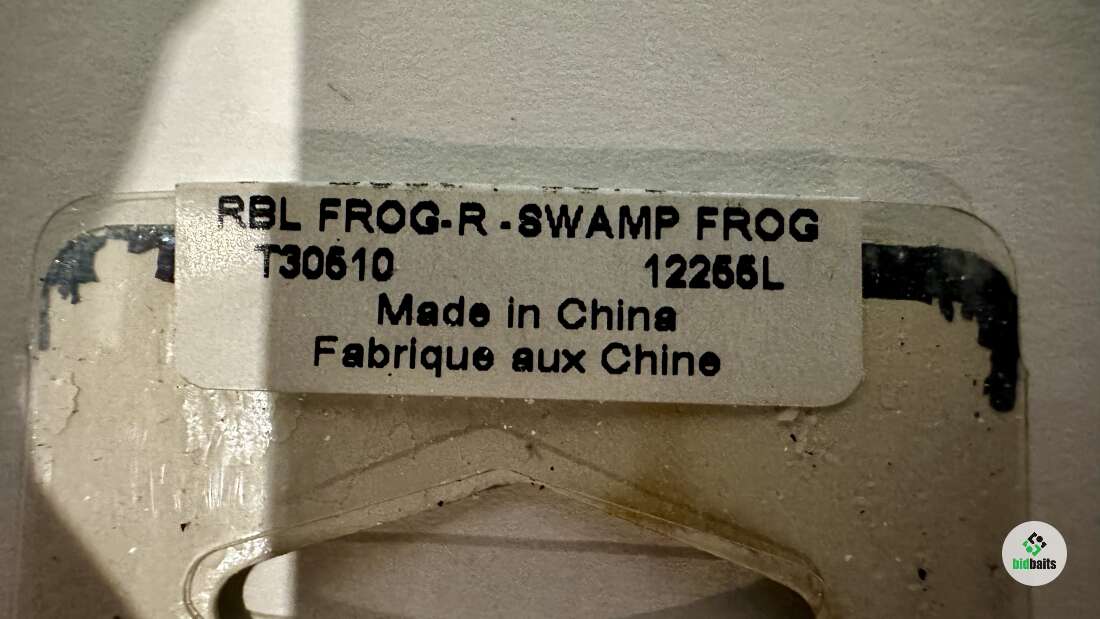 RBL FROG-R -SWAMP FROG
T30510 12255L
Made in China
Fabrique aux Chine
bidbaits